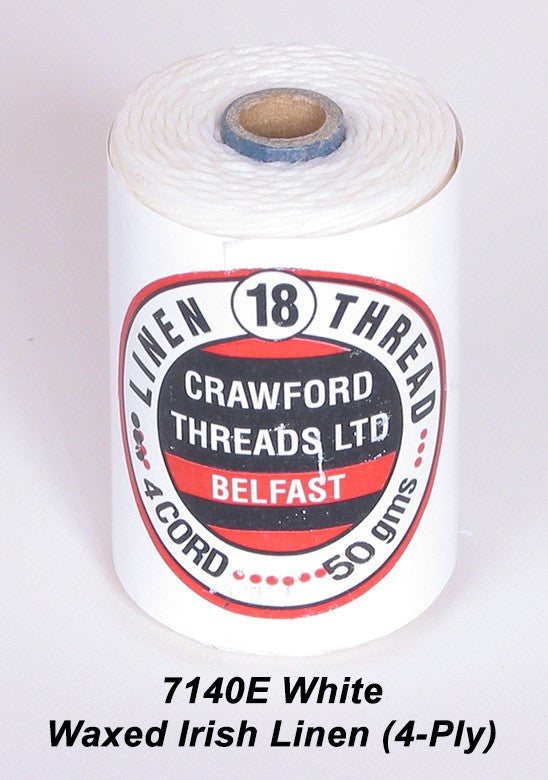 LINEN 18 THREAD
CRAWFORD
THREADS LTD
BELFAST
4 CORD 50 gms
7140E White
Waxed Irish Linen (4-Ply)